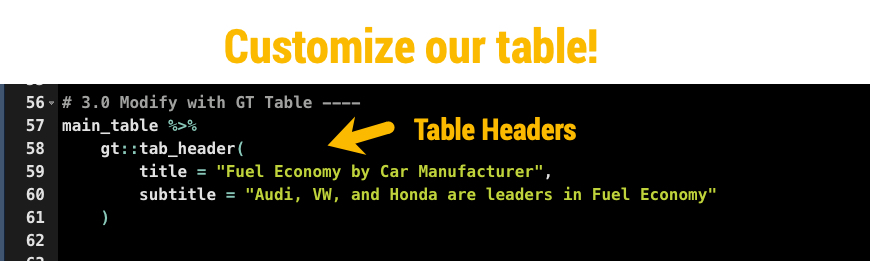 Customize our table!
56 # 3.0 Modify with GT Table ----
57 main_table %>%
Table Headers
58     gt::tab_header(
59         title = "Fuel Economy by Car Manufacturer",
60         subtitle = "Audi, VW, and Honda are leaders in Fuel Economy"
61     )
62